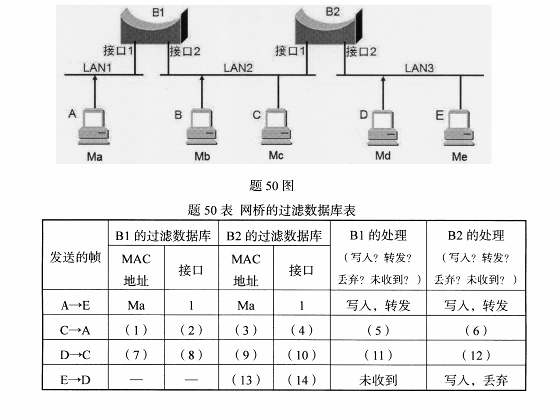 B1 B2
接口1 接口2 接口1 接口2
LAN1 LAN2 LAN3
A B C D E
Ma Mb Mc Md Me
题 50 图
题 50 表 网桥的过滤数据库表
发送的帧 B1 的过滤数据库 B2 的过滤数据库 B1 的处理 B2 的处理
MAC 地址 接口 MAC 地址 接口 (写入?转发?丢弃?未收到?) (写入?转发?丢弃?未收到?)
A→E Ma 1 Ma 1 写入,转发 写入,转发
C→A (1) (2) (3) (4) (5) (6)
D→C (7) (8) (9) (10) (11) (12)
E→D — — (13) (14) 未收到 写入,丢弃